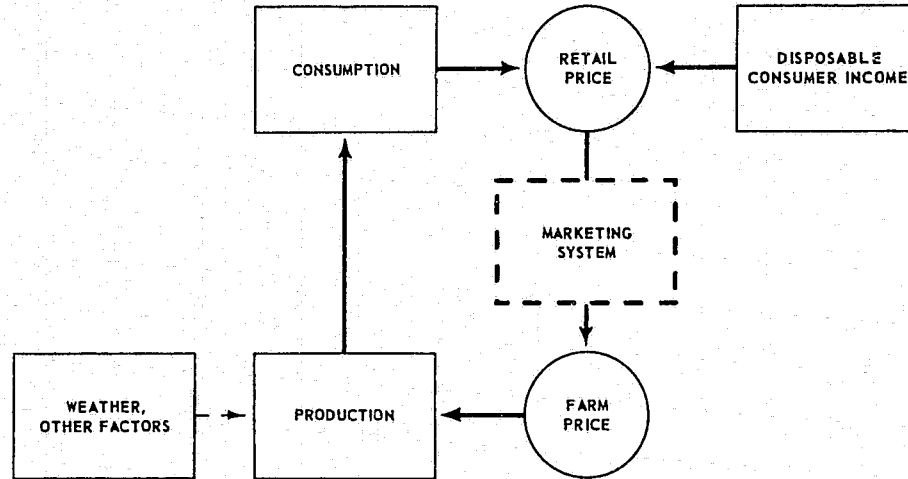 CONSUMPTION
RETAIL
PRICE
DISPOSABLE
CONSUMER INCOME
MARKETING
SYSTEM
WEATHER,
OTHER FACTORS
PRODUCTION
FARM
PRICE